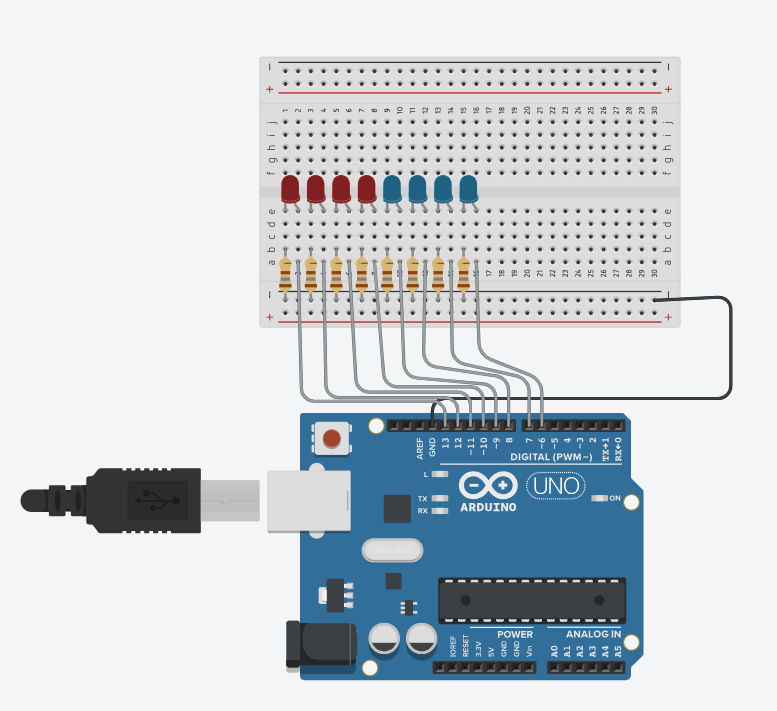 − −
+ +
1 2 3 4 5 6 7 8 9 10 11 12 13 14 15 16 17 18 19 20 21 22 23 24 25 26 27 28 29 30
j j
i i
h h
g g
f f
e e
d d
c c
b b
a a
17 18 19 20 21 22 23 24 25 26 27 28 29 30
− −
+ +
AREF
GND
13
12
~11
~10
~9
8
7
~6
~5
4
~3
2
TX→1
RX←0
DIGITAL (PWM~)
L
TX
RX
UNO
ON
ARDUINO
POWER
ANALOG IN
IOREF
RESET
3.3V
5V
GND
GND
Vin
A0
A1
A2
A3
A4
A5